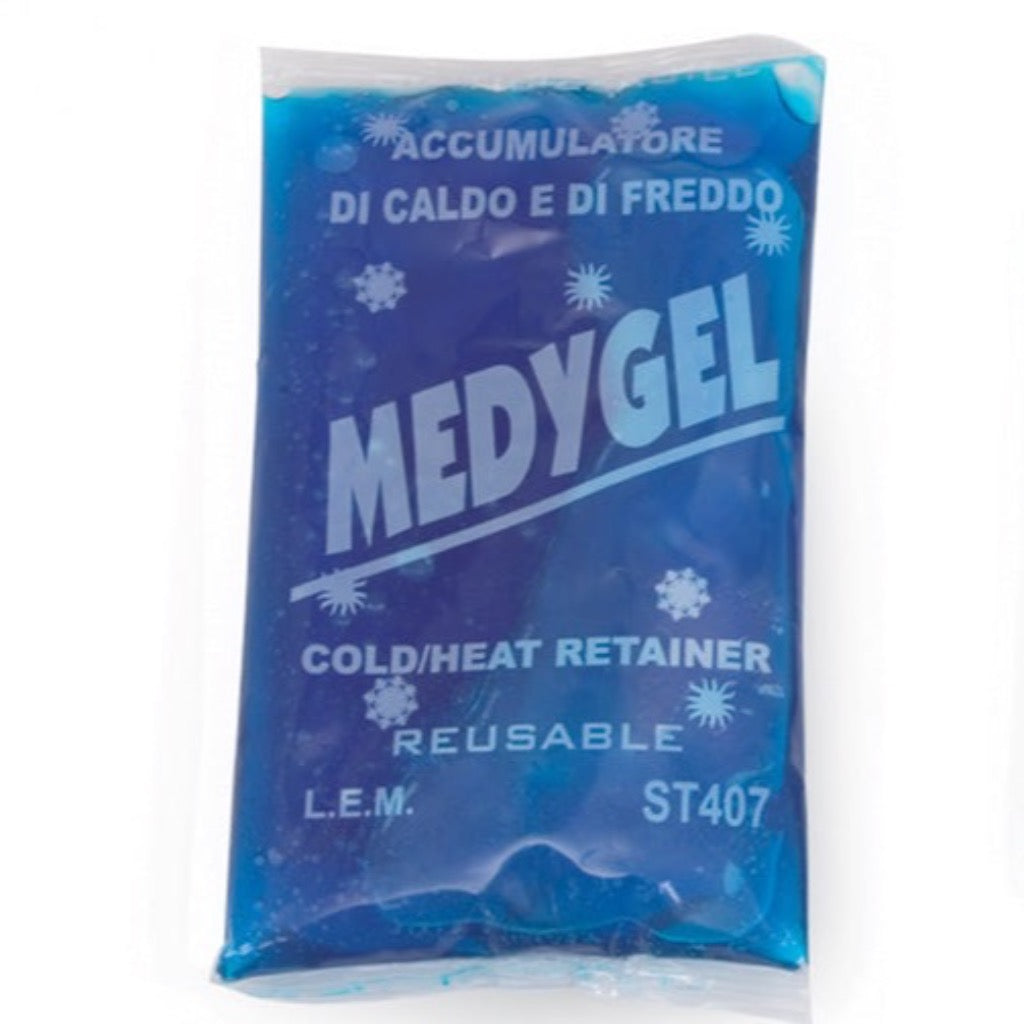 ACCUMULATORE
DI CALDO E DI FREDDO
MEDYGEL
COLD/HEAT RETAINER
REUSABLE
L.E.M. ST407